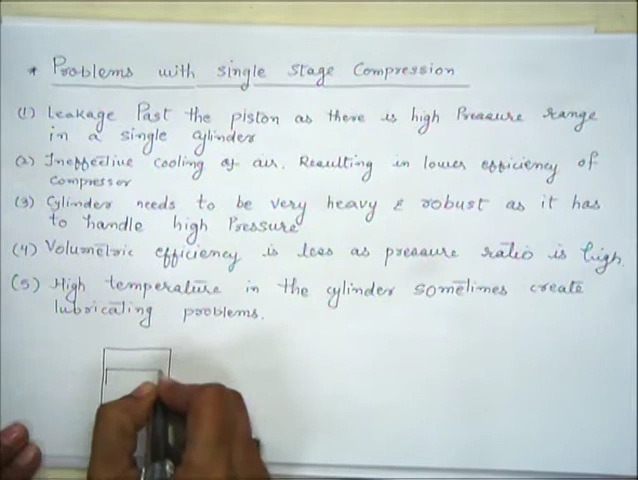 * Problems with single stage Compression
(1) Leakage Past the piston as there is high Pressure range
in a single cylinder
(2) Ineffective cooling of air. Resulting in lower efficiency of
compressor
(3) Cylinder needs to be very heavy & robust as it has
to handle high Pressure
(4) Volumetric efficiency is less as pressure ratio is high.
(5) High temperature in the cylinder sometimes create
lubricating problems.